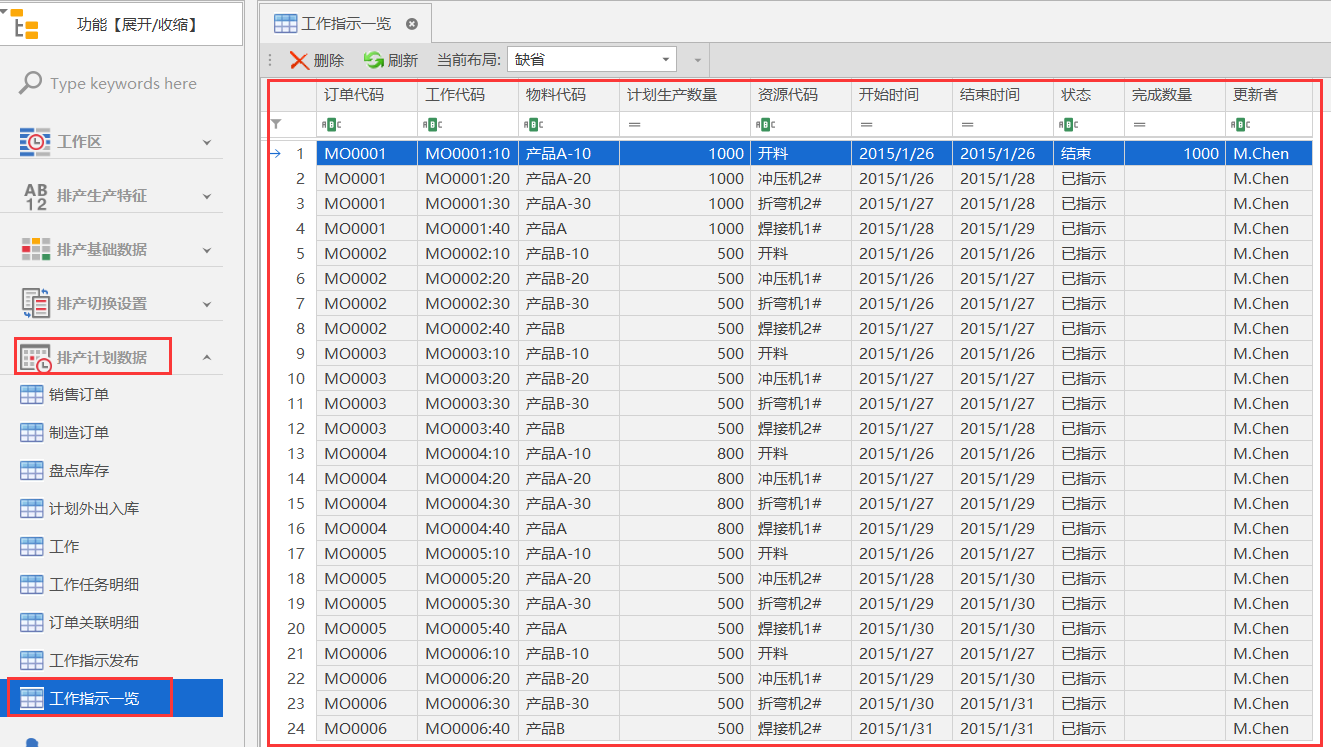 功能【展开/收缩】
Type keywords here
工作区
AB
12
排产生产特征
排产基础数据
排产切换设置
排产计划数据
销售订单
制造订单
盘点库存
计划外出入库
工作
工作任务明细
订单关联明细
工作指示发布
工作指示一览
工作指示一览
删除 刷新 当前布局: 缺省
订单代码 工作代码 物料代码 计划生产数量 资源代码 开始时间 结束时间 状态 完成数量 更新者
ABC ABC ABC = ABC = = ABC = ABC
1 MO0001 MO0001:10 产品A-10 1000 开料 2015/1/26 2015/1/26 结束 1000 M.Chen
2 MO0001 MO0001:20 产品A-20 1000 冲压机2# 2015/1/26 2015/1/28 已指示 M.Chen
3 MO0001 MO0001:30 产品A-30 1000 折弯机2# 2015/1/27 2015/1/28 已指示 M.Chen
4 MO0001 MO0001:40 产品A 1000 焊接机1# 2015/1/28 2015/1/29 已指示 M.Chen
5 MO0002 MO0002:10 产品B-10 500 开料 2015/1/26 2015/1/26 已指示 M.Chen
6 MO0002 MO0002:20 产品B-20 500 冲压机1# 2015/1/26 2015/1/27 已指示 M.Chen
7 MO0002 MO0002:30 产品B-30 500 折弯机1# 2015/1/26 2015/1/27 已指示 M.Chen
8 MO0002 MO0002:40 产品B 500 焊接机2# 2015/1/27 2015/1/27 已指示 M.Chen
9 MO0003 MO0003:10 产品B-10 500 开料 2015/1/26 2015/1/26 已指示 M.Chen
10 MO0003 MO0003:20 产品B-20 500 冲压机1# 2015/1/27 2015/1/27 已指示 M.Chen
11 MO0003 MO0003:30 产品B-30 500 折弯机1# 2015/1/27 2015/1/27 已指示 M.Chen
12 MO0003 MO0003:40 产品B 500 焊接机2# 2015/1/27 2015/1/28 已指示 M.Chen
13 MO0004 MO0004:10 产品A-10 800 开料 2015/1/26 2015/1/26 已指示 M.Chen
14 MO0004 MO0004:20 产品A-20 800 冲压机1# 2015/1/27 2015/1/29 已指示 M.Chen
15 MO0004 MO0004:30 产品A-30 800 折弯机1# 2015/1/27 2015/1/29 已指示 M.Chen
16 MO0004 MO0004:40 产品A 800 焊接机1# 2015/1/29 2015/1/29 已指示 M.Chen
17 MO0005 MO0005:10 产品A-10 500 开料 2015/1/26 2015/1/27 已指示 M.Chen
18 MO0005 MO0005:20 产品A-20 500 冲压机2# 2015/1/28 2015/1/30 已指示 M.Chen
19 MO0005 MO0005:30 产品A-30 500 折弯机2# 2015/1/29 2015/1/30 已指示 M.Chen
20 MO0005 MO0005:40 产品A 500 焊接机1# 2015/1/30 2015/1/30 已指示 M.Chen
21 MO0006 MO0006:10 产品B-10 500 开料 2015/1/27 2015/1/27 已指示 M.Chen
22 MO0006 MO0006:20 产品B-20 500 冲压机1# 2015/1/29 2015/1/30 已指示 M.Chen
23 MO0006 MO0006:30 产品B-30 500 折弯机2# 2015/1/30 2015/1/31 已指示 M.Chen
24 MO0006 MO0006:40 产品B 500 焊接机2# 2015/1/31 2015/1/31 已指示 M.Chen